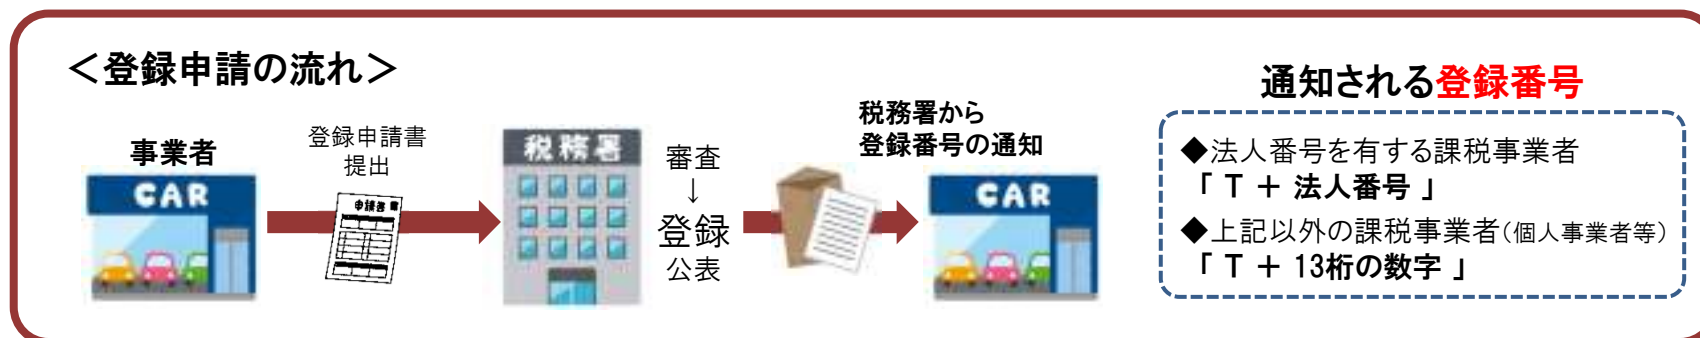 ＜登録申請の流れ＞
事業者
CAR
登録申請書
提出
申請書
税務署
審査
↓
登録
公表
税務署から
登録番号の通知
CAR
通知される登録番号
◆法人番号を有する課税事業者
「 T ＋ 法人番号 」
◆上記以外の課税事業者(個人事業者等)
「 T ＋ 13桁の数字 」